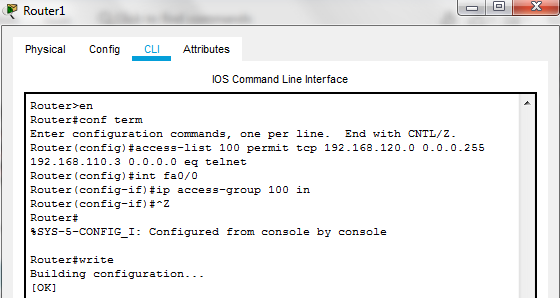 Router1
Physical Config CLI Attributes
IOS Command Line Interface
Router>en
Router#conf term
Enter configuration commands, one per line.  End with CNTL/Z.
Router(config)#access-list 100 permit tcp 192.168.120.0 0.0.0.255
192.168.110.3 0.0.0.0 eq telnet
Router(config)#int fa0/0
Router(config-if)#ip access-group 100 in
Router(config-if)#^Z
Router#
%SYS-5-CONFIG_I: Configured from console by console
Router#write
Building configuration...
[OK]